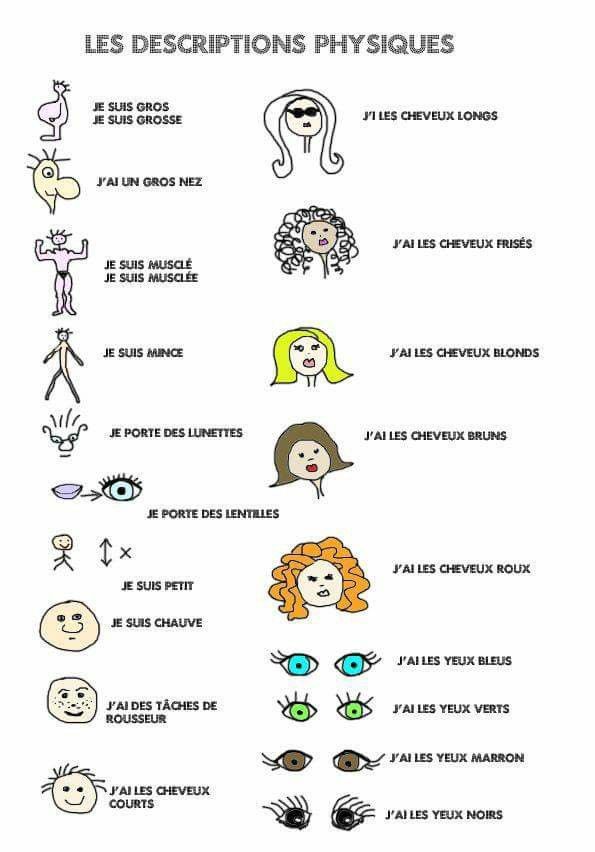 LES DESCRIPTIONS PHYSIQUES
JE SUIS GROS
JE SUIS GROSSE
J'AI UN GROS NEZ
JE SUIS MUSCLÉ
JE SUIS MUSCLÉE
JE SUIS MINCE
JE PORTE DES LUNETTES
JE PORTE DES LENTILLES
X
JE SUIS PETIT
JE SUIS CHAUVE
J'AI DES TÂCHES DE
ROUSSEUR
J'AI LES CHEVEUX
COURTS
J'I LES CHEVEUX LONGS
J'AI LES CHEVEUX FRISÉS
J'AI LES CHEVEUX BLONDS
J'AI LES CHEVEUX BRUNS
J'AI LES CHEVEUX ROUX
J'AI LES YEUX BLEUS
J'AI LES YEUX VERTS
J'AI LES YEUX MARRON
J'AI LES YEUX NOIRS